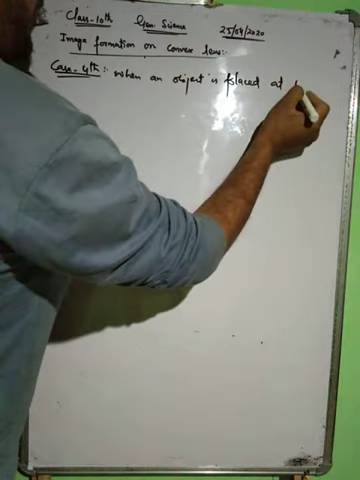 Class-10th Gen Science 25/04/2020
Image formation on convex lens:-
Case-4th:- when an object is placed at